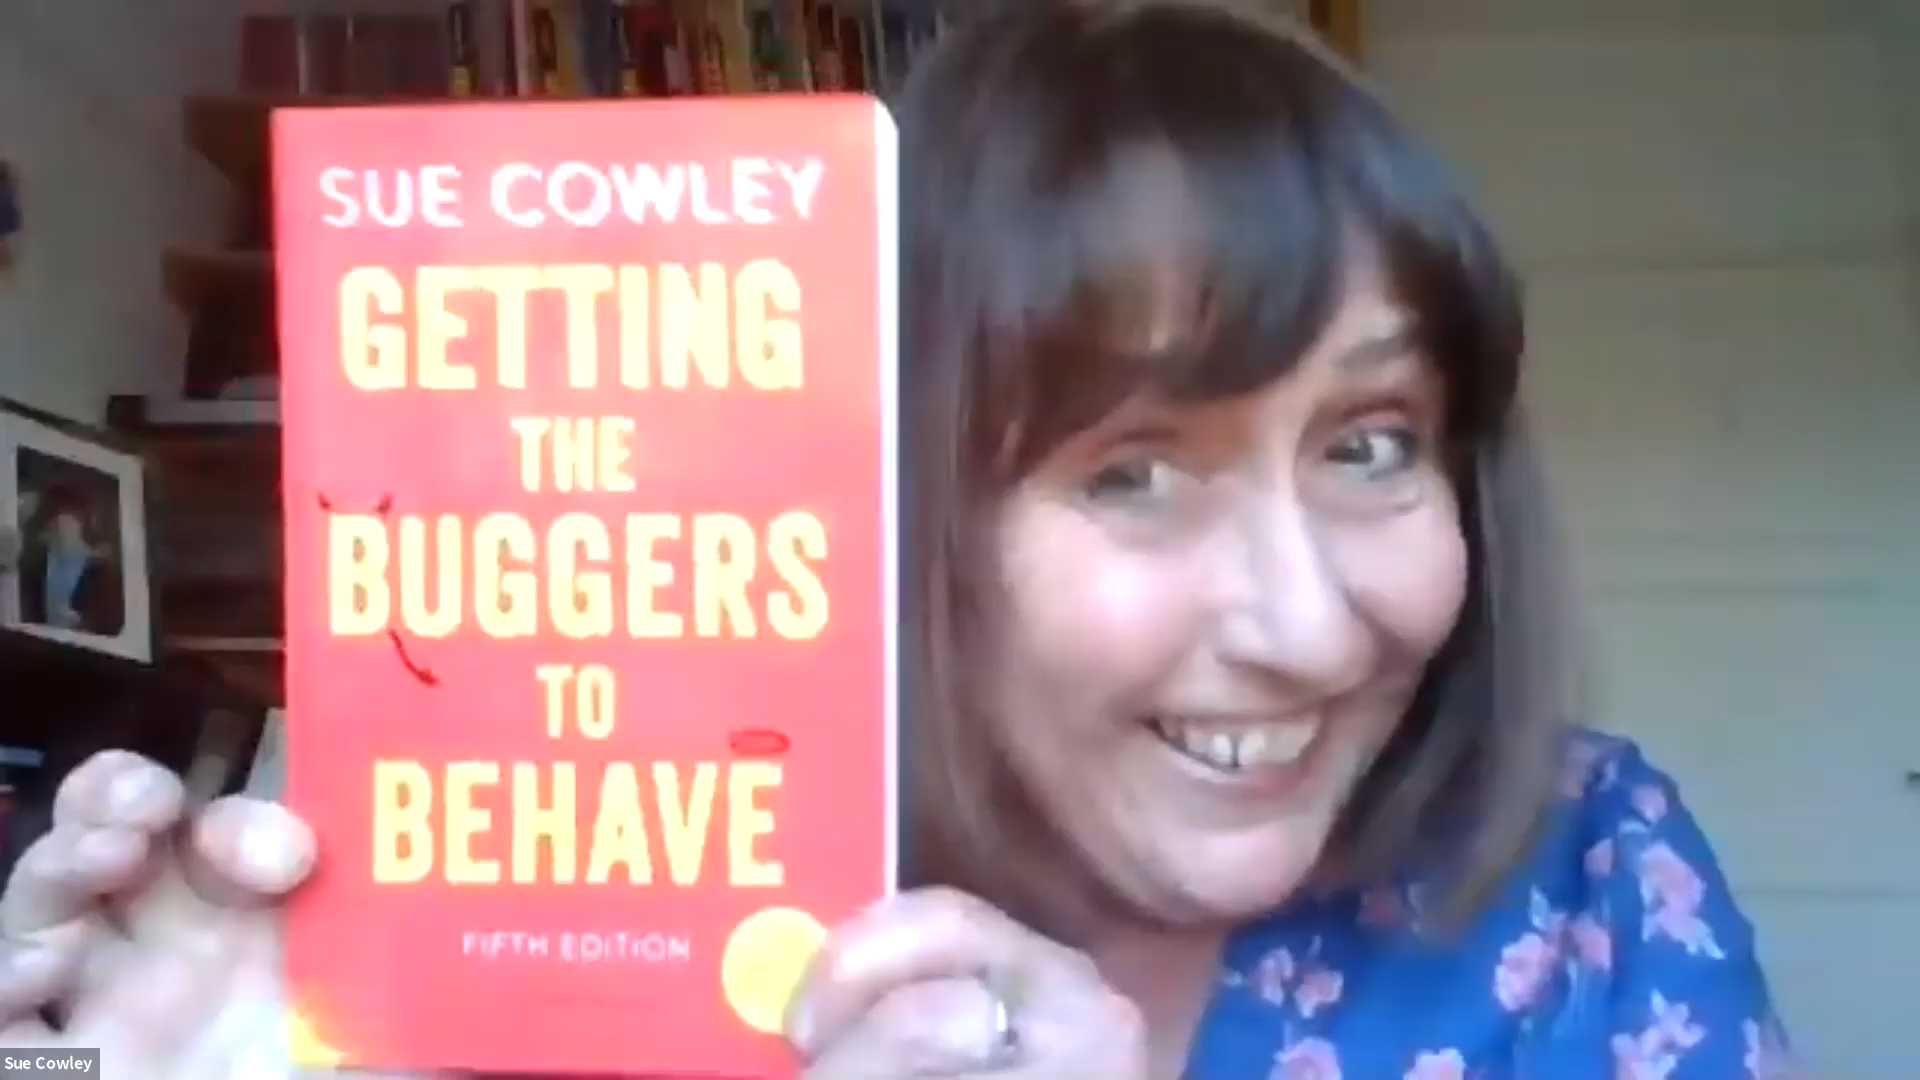 SUE COWLEY
GETTING
THE
BUGGERS
TO
BEHAVE
FIFTH EDITION
Sue Cowley